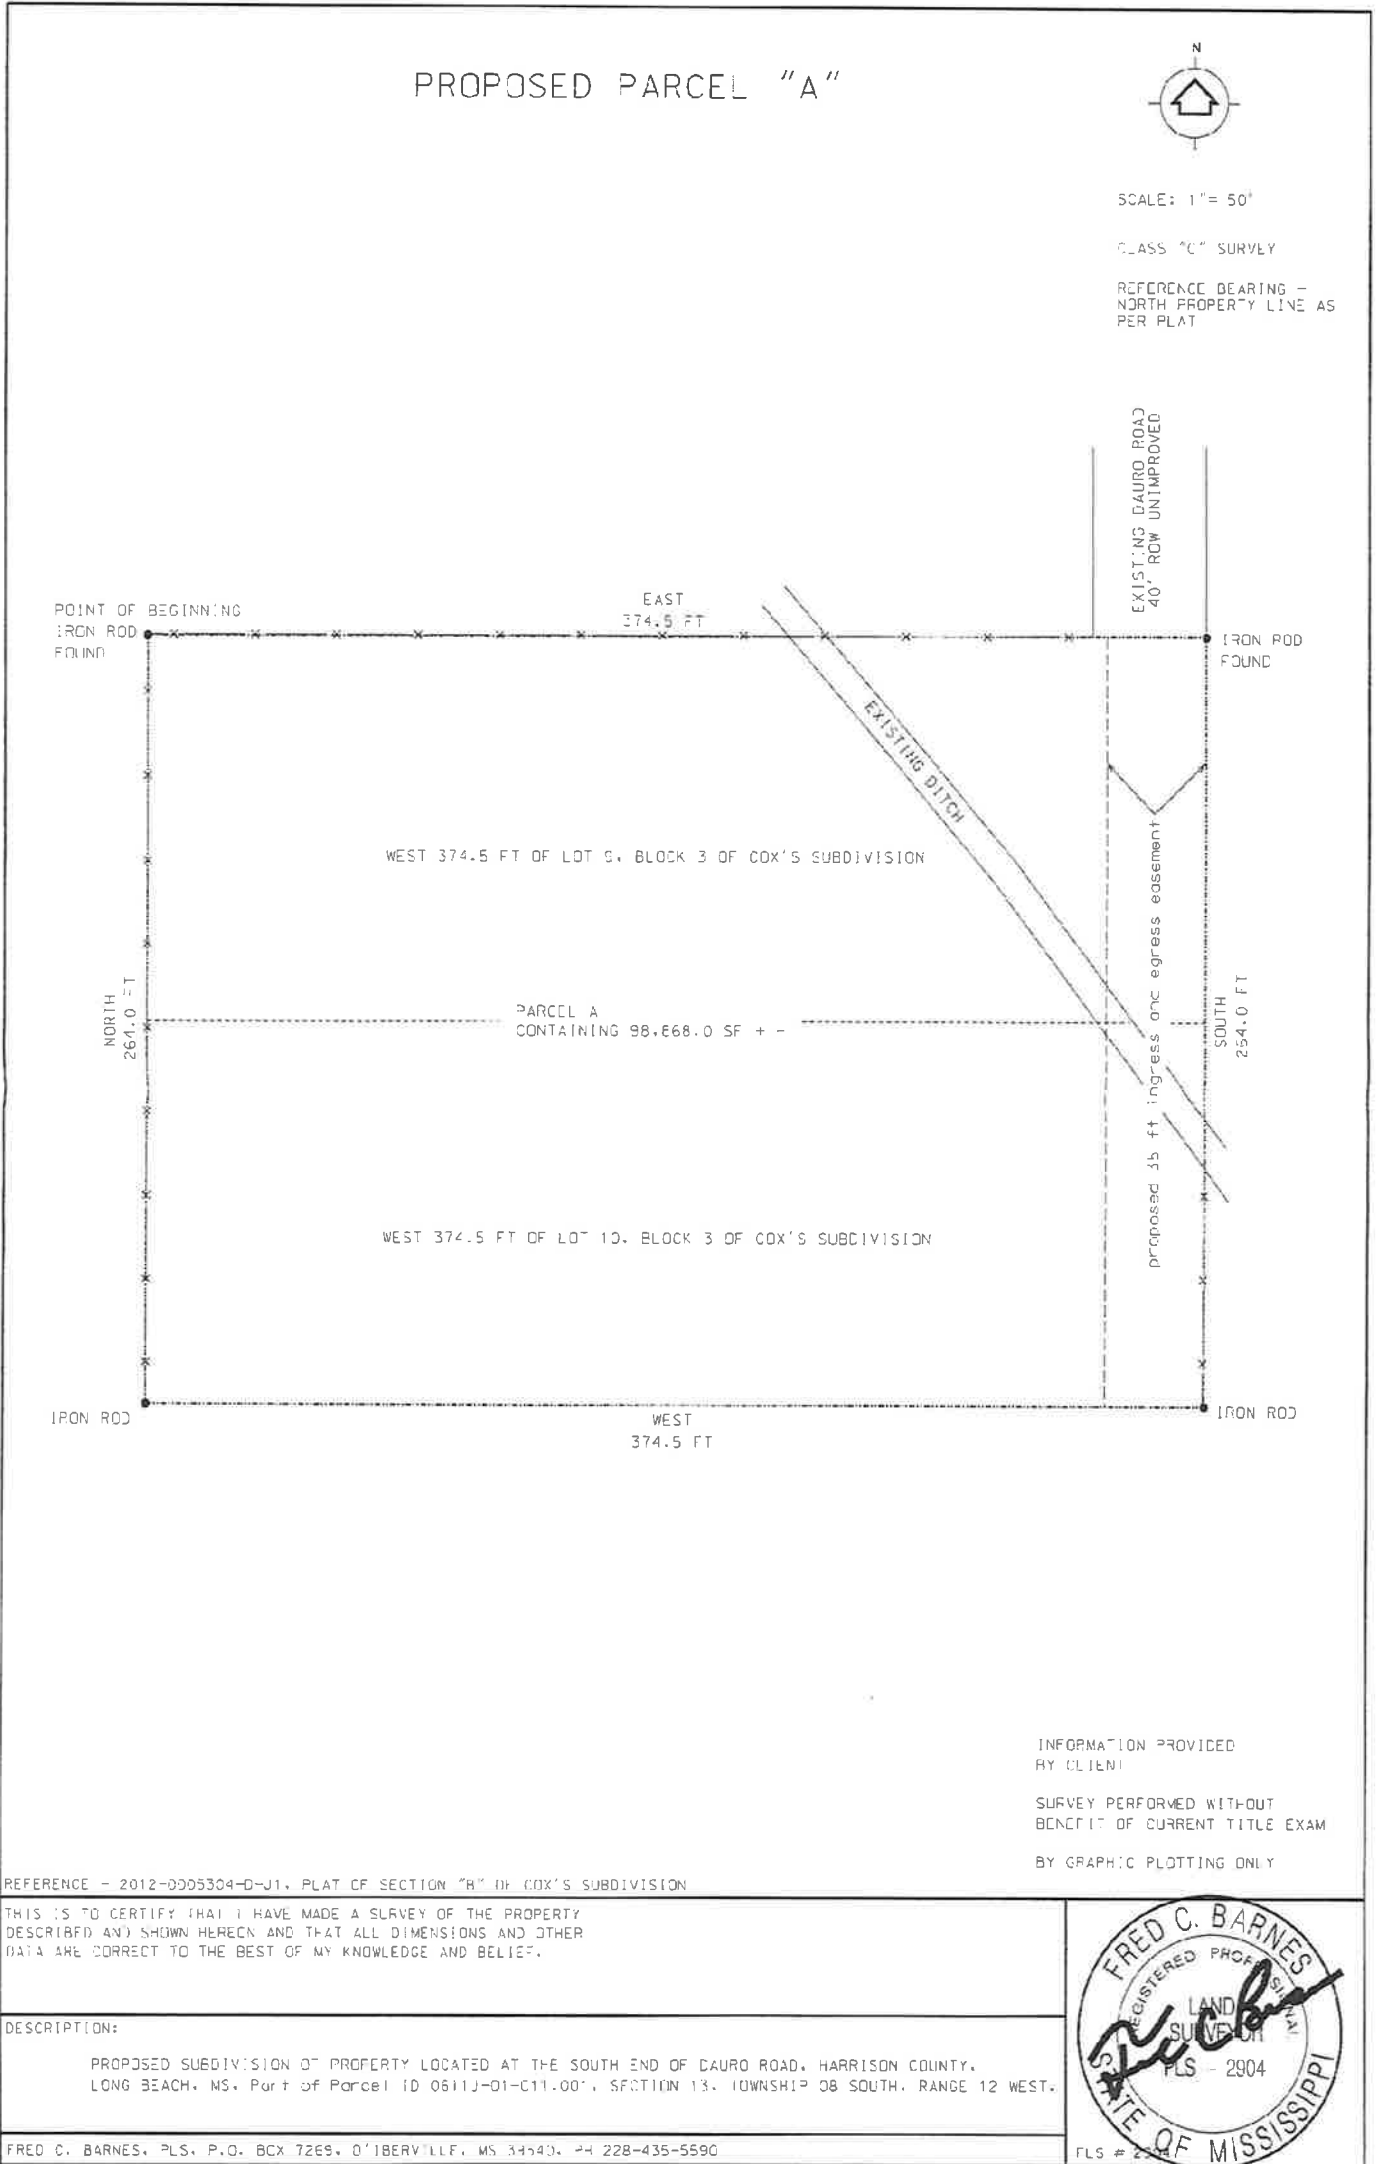 PROPOSED PARCEL "A"
N
SCALE: 1"= 50'
CLASS "C" SURVEY
REFERENCE BEARING -
NORTH PROPERTY LINE AS
PER PLAT
EXISTING DAURO ROAD
40' ROW UNIMPROVED
POINT OF BEGINNING
IRON ROD
FOUND
EAST
374.5 FT
IRON ROD
FOUND
EXISTING DITCH
WEST 374.5 FT OF LOT 9, BLOCK 3 OF COX'S SUBDIVISION
proposed 35 ft ingress and egress easement
NORTH
264.0 FT
PARCEL A
CONTAINING 98,868.0 SF + -
SOUTH
264.0 FT
WEST 374.5 FT OF LOT 10, BLOCK 3 OF COX'S SUBDIVISION
IRON ROD
WEST
374.5 FT
IRON ROD
INFORMATION PROVIDED
BY CLIENT
SURVEY PERFORMED WITHOUT
BENEFIT OF CURRENT TITLE EXAM
BY GRAPHIC PLOTTING ONLY
REFERENCE - 2012-0005304-D-J1, PLAT OF SECTION "B" OF COX'S SUBDIVISION
THIS IS TO CERTIFY THAT I HAVE MADE A SURVEY OF THE PROPERTY
DESCRIBED AND SHOWN HEREON AND THAT ALL DIMENSIONS AND OTHER
DATA ARE CORRECT TO THE BEST OF MY KNOWLEDGE AND BELIEF.
DESCRIPTION:
PROPOSED SUBDIVISION OF PROPERTY LOCATED AT THE SOUTH END OF DAURO ROAD, HARRISON COUNTY,
LONG BEACH, MS, Part of Parcel ID 0611J-01-011.001, SECTION 13, TOWNSHIP 08 SOUTH, RANGE 12 WEST.
FRED C. BARNES, PLS, P.O. BOX 7269, D'IBERVILLE, MS 39540, PH 228-435-5590
PLS # 2904
FRED C. BARNES
REGISTERED PROFESSIONAL
LAND
SURVEYOR
PLS - 2904
STATE OF MISSISSIPPI